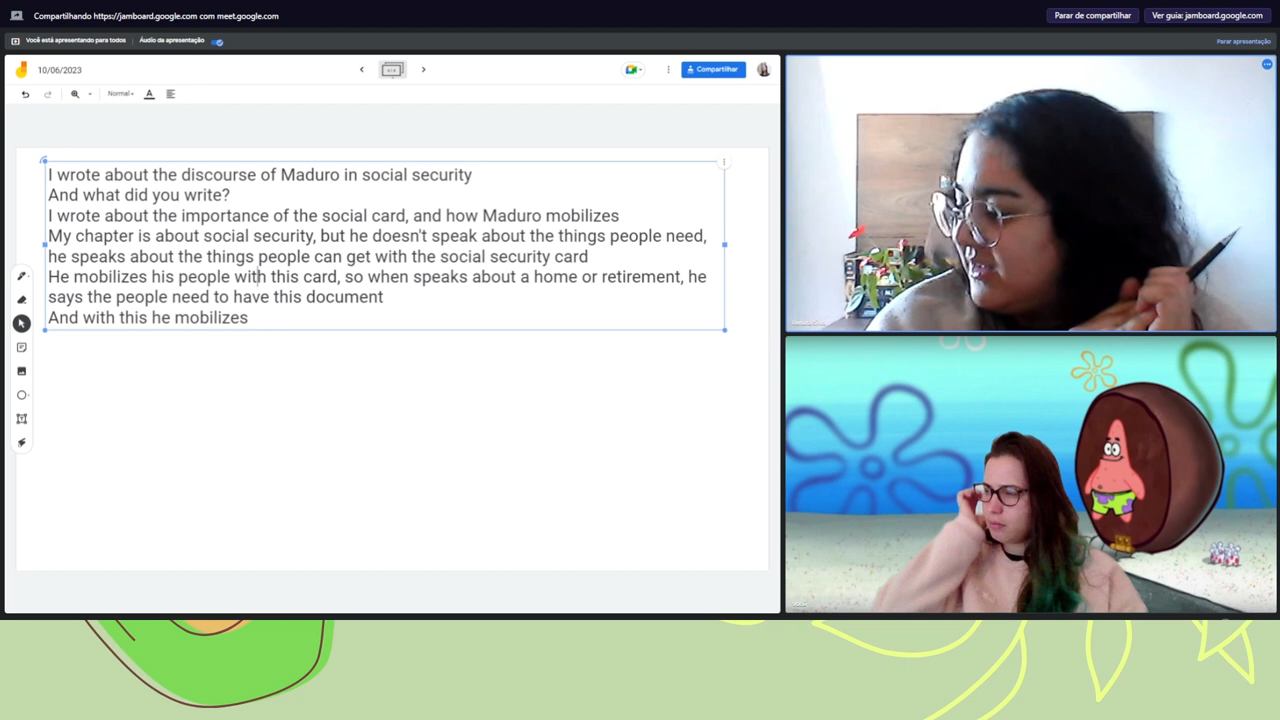 Compartilhando https://jamboard.google.com com meet.google.com
Parar de compartilhar
Ver guia: jamboard.google.com
Você está apresentando para todos
Áudio da apresentação
Parar apresentação
10/06/2023
Compartilhar
Normal
I wrote about the discourse of Maduro in social security
And what did you write?
I wrote about the importance of the social card, and how Maduro mobilizes
My chapter is about social security, but he doesn't speak about the things people need,
he speaks about the things people can get with the social security card
He mobilizes his people with this card, so when speaks about a home or retirement, he
says the people need to have this document
And with this he mobilizes